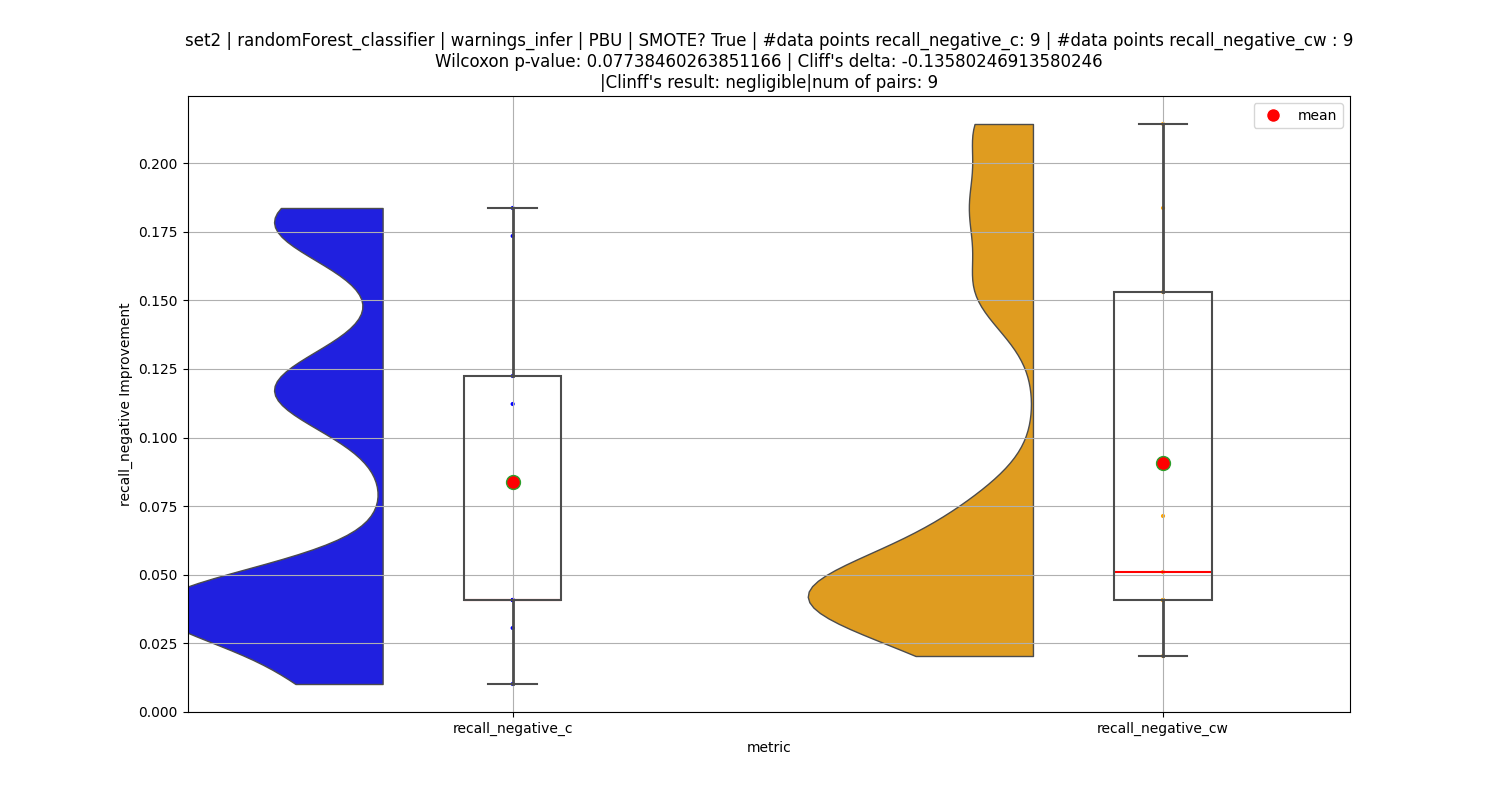 set2 | randomForest_classifier | warnings_infer | PBU | SMOTE? True | #data points recall_negative_c: 9 | #data points recall_negative_cw : 9
Wilcoxon p-value: 0.07738460263851166 | Cliff's delta: -0.13580246913580246
|Clinff's result: negligible|num of pairs: 9
mean
0.200
0.175
0.150
0.125
0.100
0.075
0.050
0.025
0.000
recall_negative Improvement
recall_negative_c
recall_negative_cw
metric